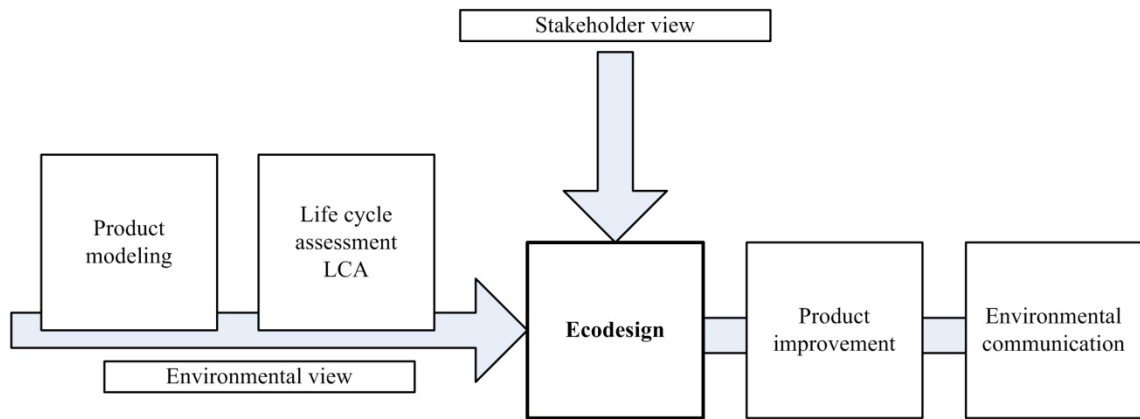 Stakeholder view
Product
modeling
Life cycle
assessment
LCA
Environmental view
Ecodesign
Product
improvement
Environmental
communication